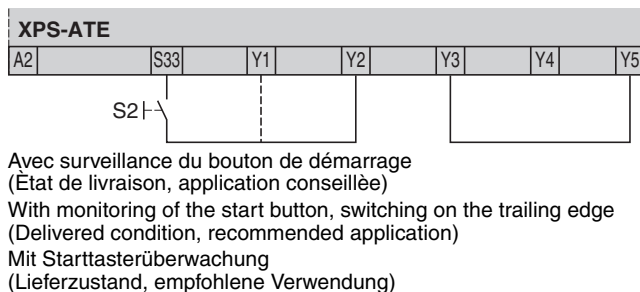 XPS-ATE
A2 S33 Y1 Y2 Y3 Y4 Y5
S2
Avec surveillance du bouton de démarrage
(Ètat de livraison, application conseillèe)
With monitoring of the start button, switching on the trailing edge
(Delivered condition, recommended application)
Mit Starttasterüberwachung
(Lieferzustand, empfohlene Verwendung)